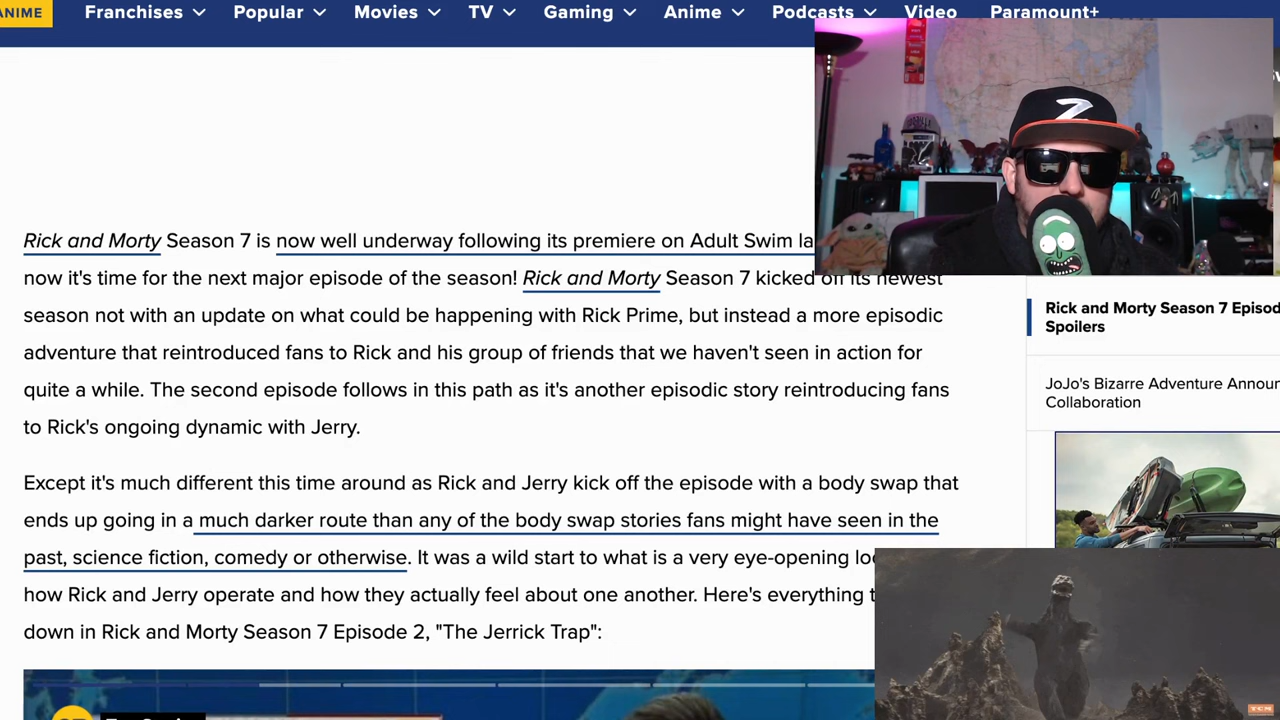 ANIME Franchises Popular Movies TV Gaming Anime Podcasts Video Paramount+
Rick and Morty Season 7 is now well underway following its premiere on Adult Swim
now it's time for the next major episode of the season! Rick and Morty Season 7 kicked off its newest
season not with an update on what could be happening with Rick Prime, but instead a more episodic
adventure that reintroduced fans to Rick and his group of friends that we haven't seen in action for
quite a while. The second episode follows in this path as it's another episodic story reintroducing fans
to Rick's ongoing dynamic with Jerry.
Except it's much different this time around as Rick and Jerry kick off the episode with a body swap that
ends up going in a much darker route than any of the body swap stories fans might have seen in the
past, science fiction, comedy or otherwise. It was a wild start to what is a very eye-opening
how Rick and Jerry operate and how they actually feel about one another. Here's everything
down in Rick and Morty Season 7 Episode 2, "The Jerrick Trap":
Rick and Morty Season 7
Spoilers
JoJo's Bizarre Adventure
Collaboration
TCM